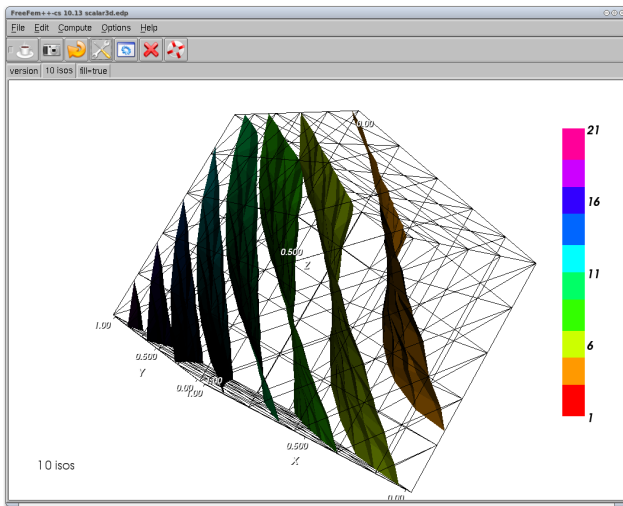 FreeFem++-cs 10.13 scalar3d.edp
File Edit Compute Options Help
version 10 isos fill=true
0.00
21
16
11
6
1
0.500
Z
1.00
0.500
Y
0.00
1.00
1.00
0.500
X
0.00
10 isos